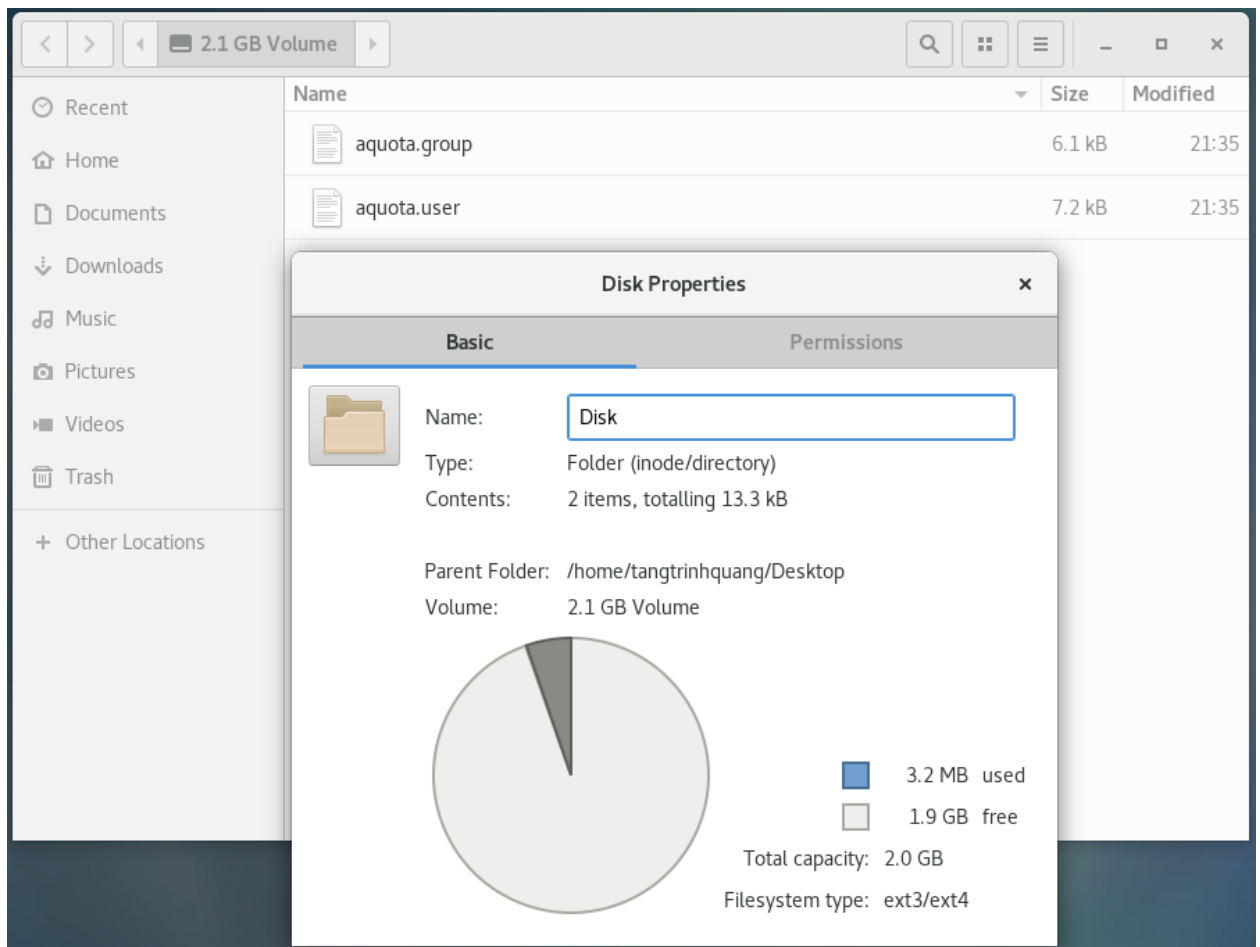 2.1 GB Volume
Recent
Home
Documents
Downloads
Music
Pictures
Videos
Trash
Other Locations
Name Size Modified
aquota.group 6.1 kB 21:35
aquota.user 7.2 kB 21:35
Disk Properties
Basic Permissions
Name: Disk
Type: Folder (inode/directory)
Contents: 2 items, totalling 13.3 kB
Parent Folder: /home/tangtrinhquang/Desktop
Volume: 2.1 GB Volume
3.2 MB used
1.9 GB free
Total capacity: 2.0 GB
Filesystem type: ext3/ext4